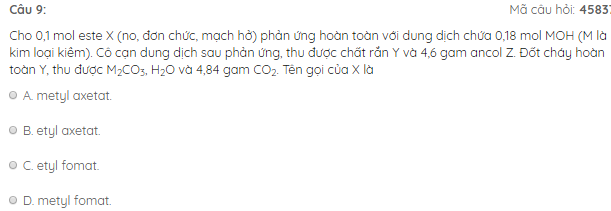 Câu 9:
Mã câu hỏi: 4583
Cho 0,1 mol este X (no, đơn chức, mạch hở) phản ứng hoàn toàn với dung dịch chứa 0,18 mol MOH (M là
kim loại kiềm). Cô cạn dung dịch sau phản ứng, thu được chất rắn Y và 4,6 gam ancol Z. Đốt cháy hoàn
toàn Y, thu được M₂CO₃, H₂O và 4,84 gam CO₂. Tên gọi của X là
A. metyl axetat.
B. etyl axetat.
C. etyl fomat.
D. metyl fomat.